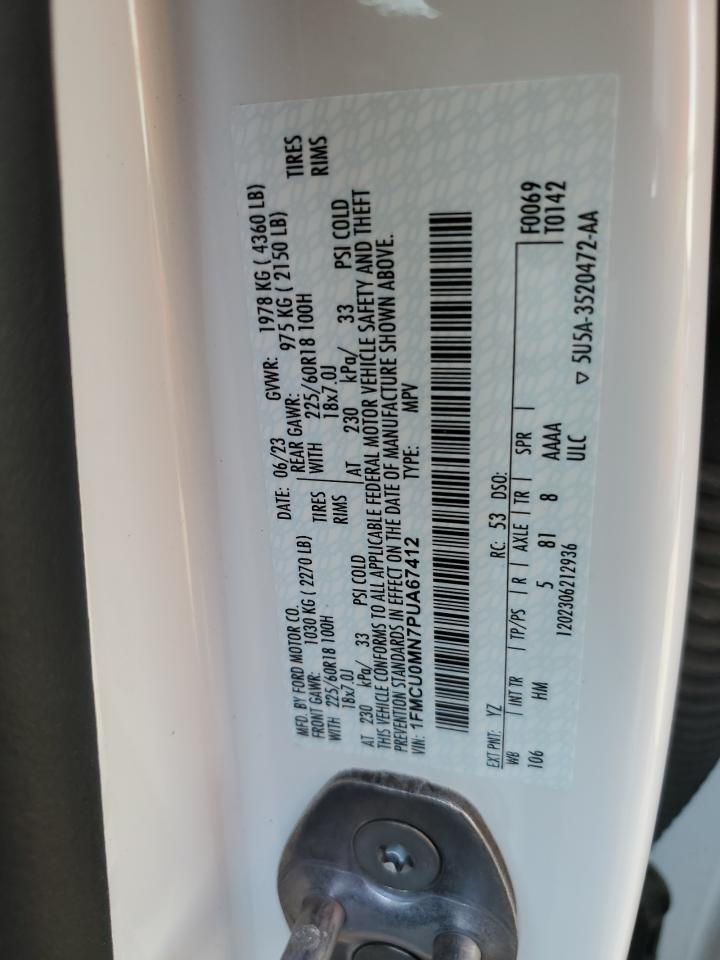 MFD. BY FORD MOTOR CO.
DATE: 06/23 GVWR: 1978 KG ( 4360 LB)
FRONT GAWR: 1030 KG ( 2270 LB) REAR GAWR: 975 KG ( 2150 LB)
WITH 225/60R18 100H TIRES WITH 225/60R18 100H TIRES
18x7.0J RIMS 18x7.0J RIMS
AT 230 kPa/ 33 PSI COLD AT 230 kPa/ 33 PSI COLD
THIS VEHICLE CONFORMS TO ALL APPLICABLE FEDERAL MOTOR VEHICLE SAFETY AND THEFT
PREVENTION STANDARDS IN EFFECT ON THE DATE OF MANUFACTURE SHOWN ABOVE.
VIN: 1FMCU0MN7PUA67412 TYPE: MPV
EXT PNT: YZ RC: 53 DSO:
WB INT TR TP/PS R AXLE TR SPR F0069
106 HM 5 81 8 AAAA T0142
ULC
1202306212936 ▽ 5U5A-3520472-AA